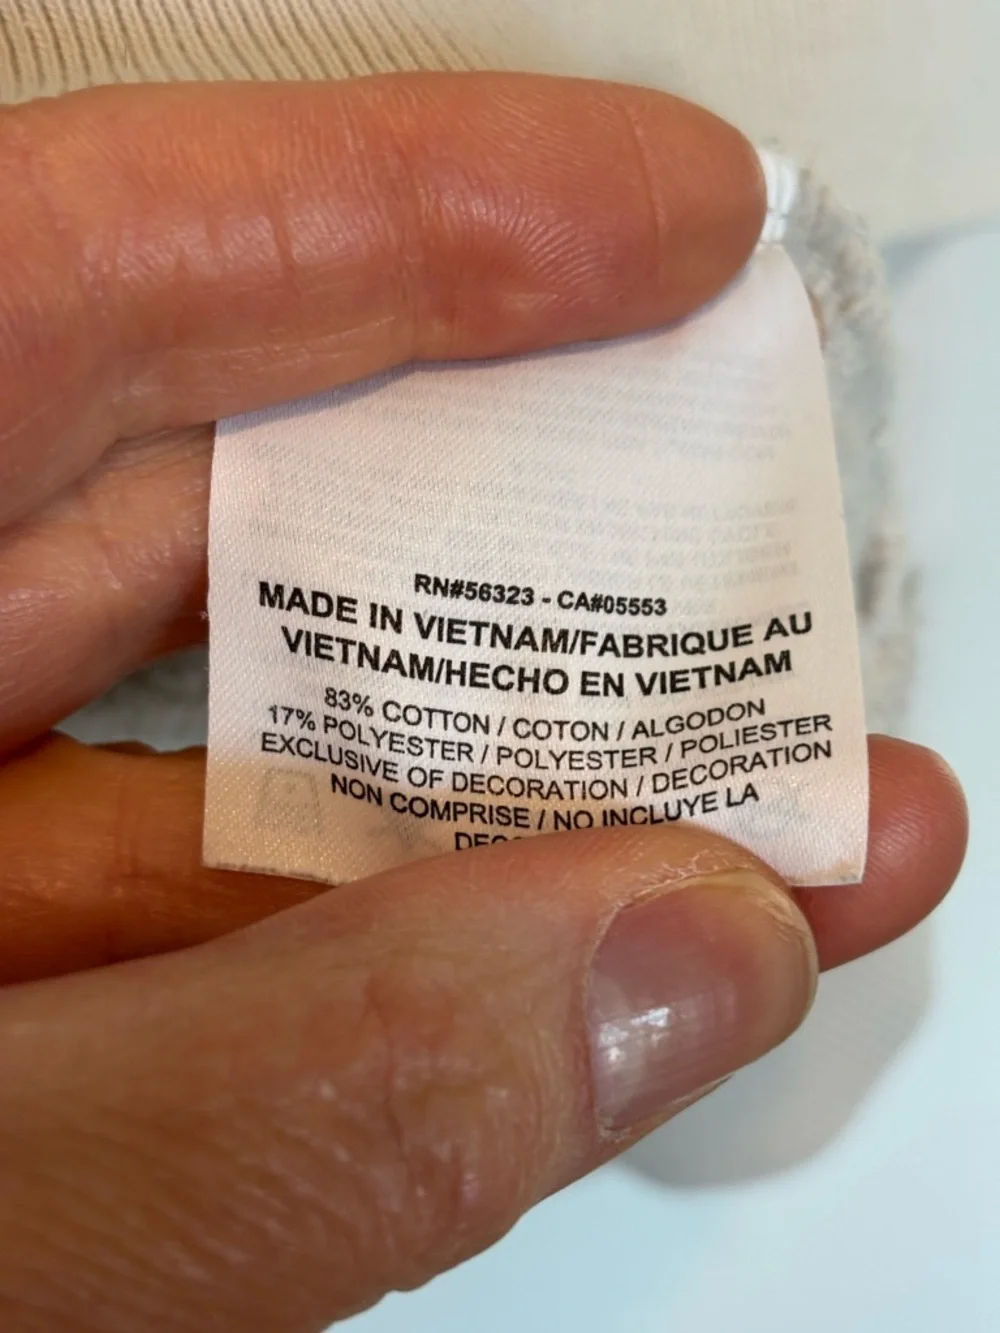 RN#56323 - CA#05553
MADE IN VIETNAM/FABRIQUE AU
VIETNAM/HECHO EN VIETNAM
83% COTTON / COTON / ALGODON
17% POLYESTER / POLYESTER / POLIESTER
EXCLUSIVE OF DECORATION / DECORATION
NON COMPRISE / NO INCLUYE LA